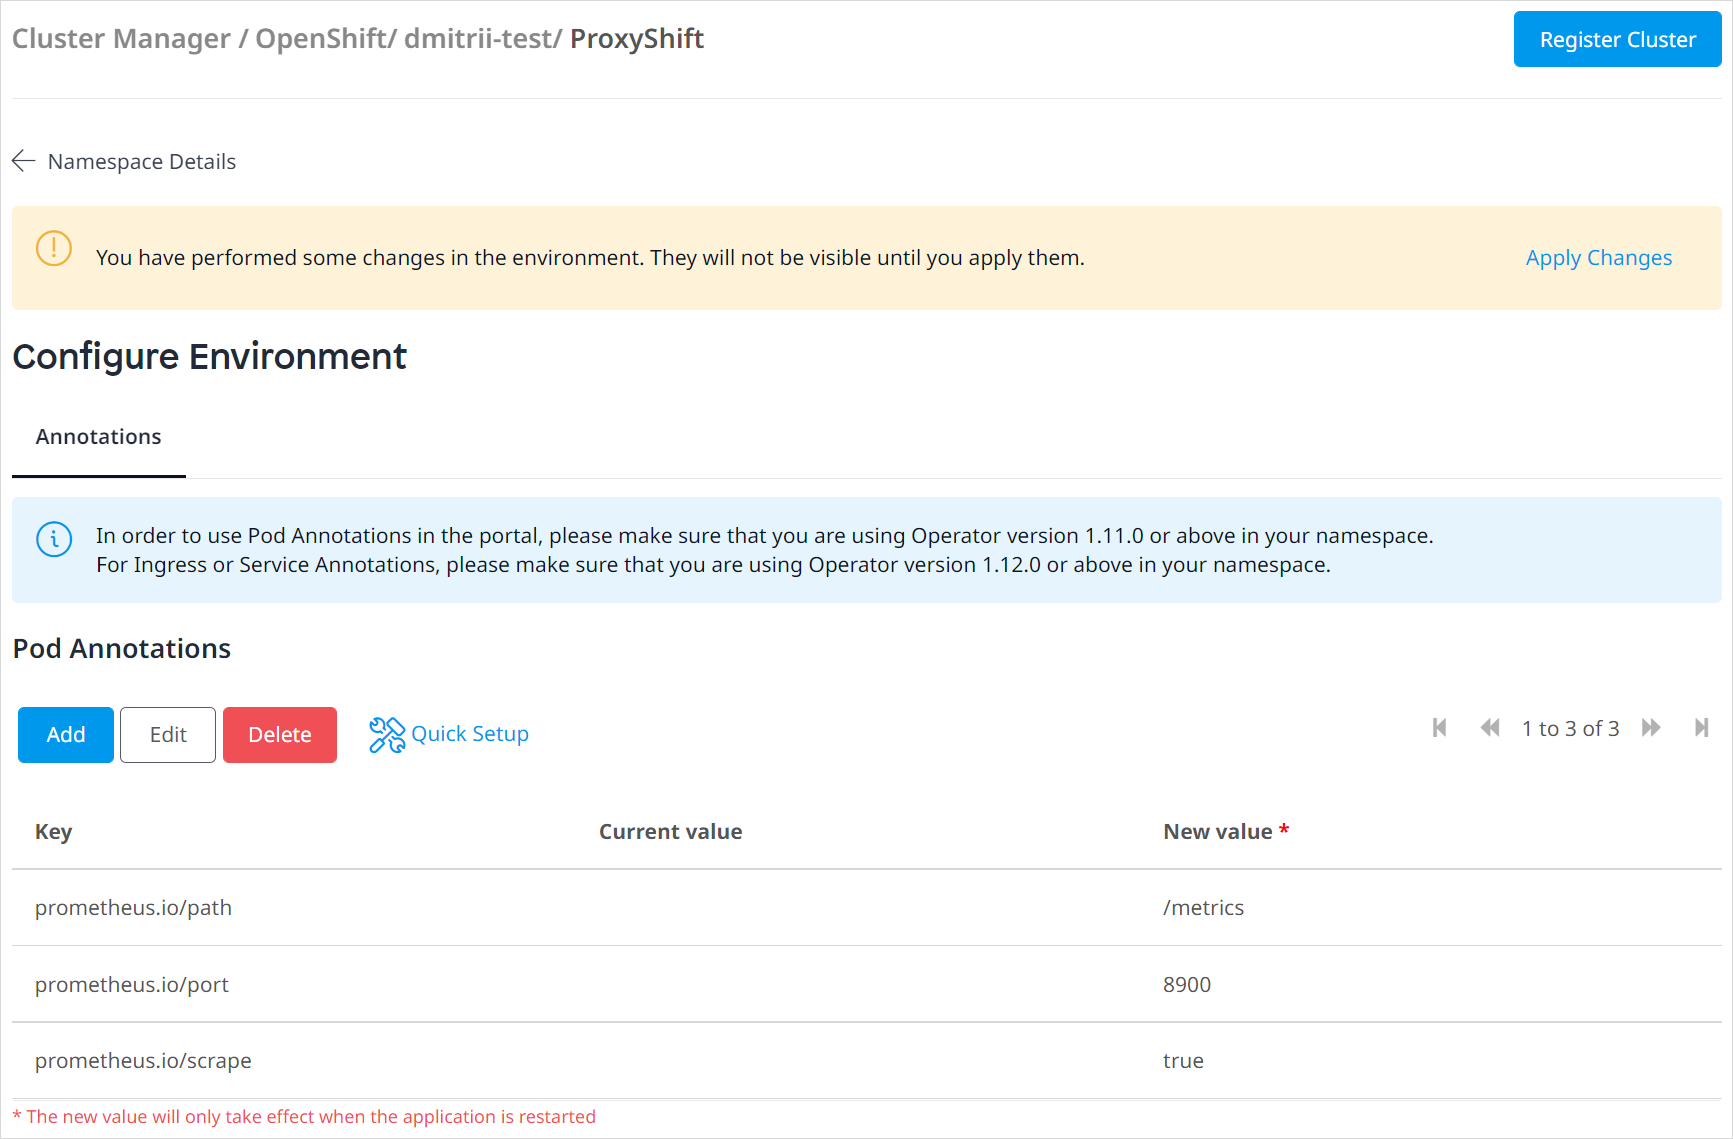 Cluster Manager / OpenShift/ dmitrii-test/ ProxyShift
Register Cluster
Namespace Details
You have performed some changes in the environment. They will not be visible until you apply them.
Apply Changes
Configure Environment
Annotations
In order to use Pod Annotations in the portal, please make sure that you are using Operator version 1.11.0 or above in your namespace.
For Ingress or Service Annotations, please make sure that you are using Operator version 1.12.0 or above in your namespace.
Pod Annotations
Add Edit Delete Quick Setup 1 to 3 of 3
Key Current value New value *
prometheus.io/path /metrics
prometheus.io/port 8900
prometheus.io/scrape true
* The new value will only take effect when the application is restarted